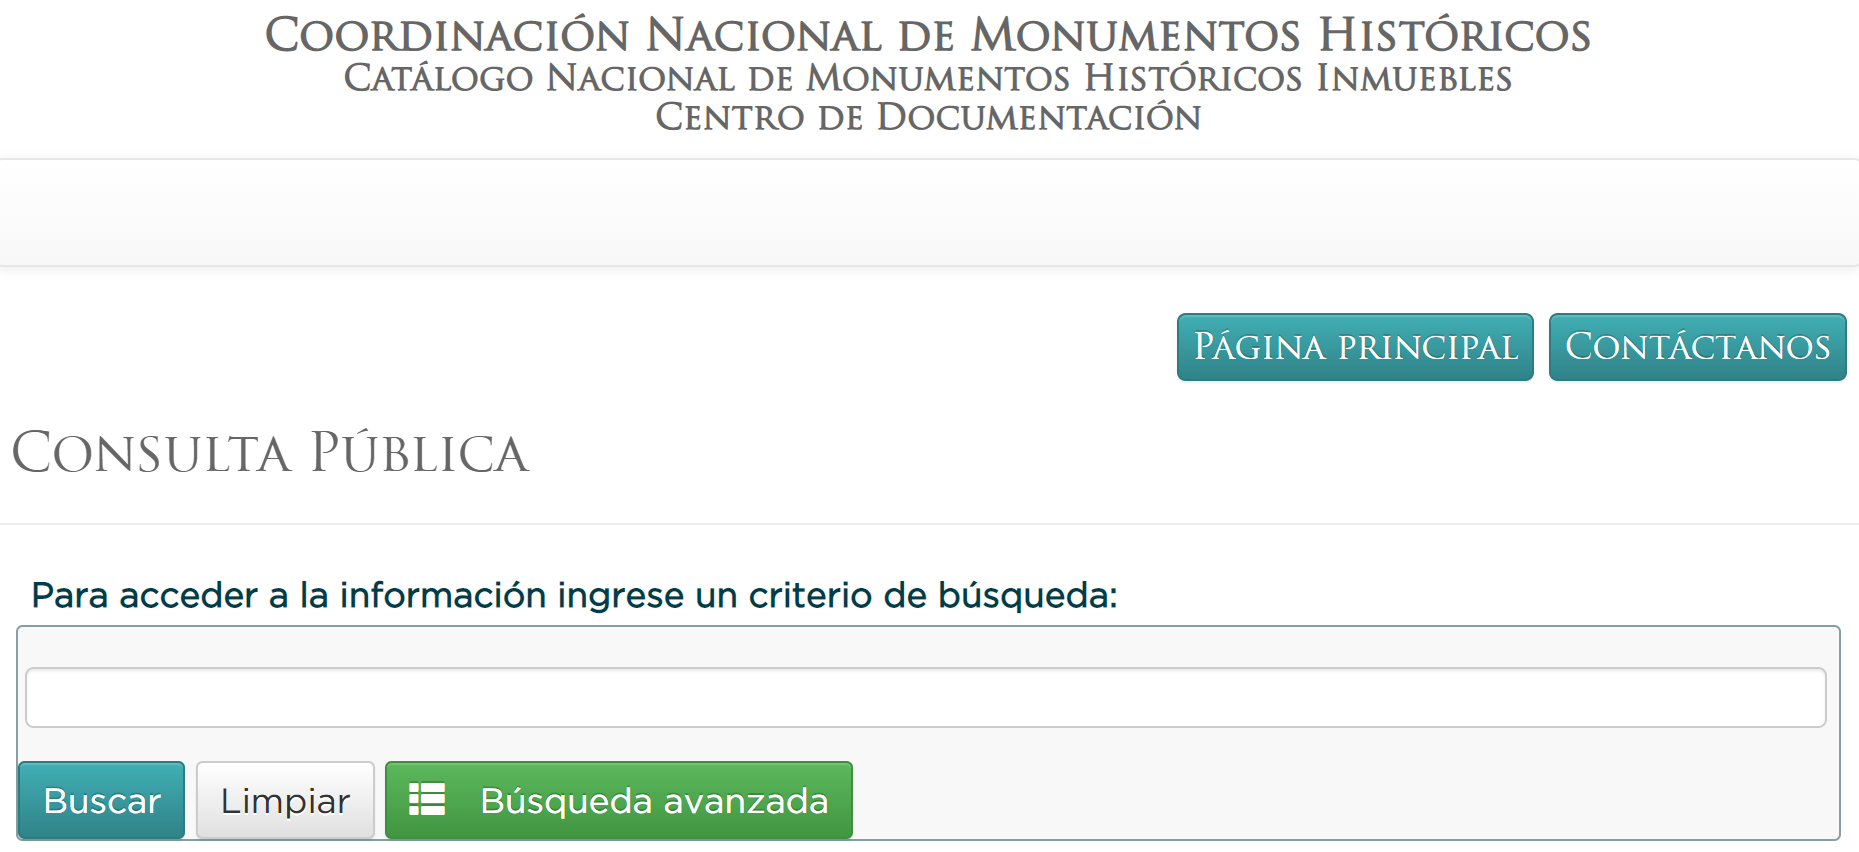 Coordinación Nacional de Monumentos Históricos
Catálogo Nacional de Monumentos Históricos Inmuebles
Centro de Documentación
Página principal
Contáctanos
Consulta Pública
Para acceder a la información ingrese un criterio de búsqueda:
Buscar
Limpiar
Búsqueda avanzada